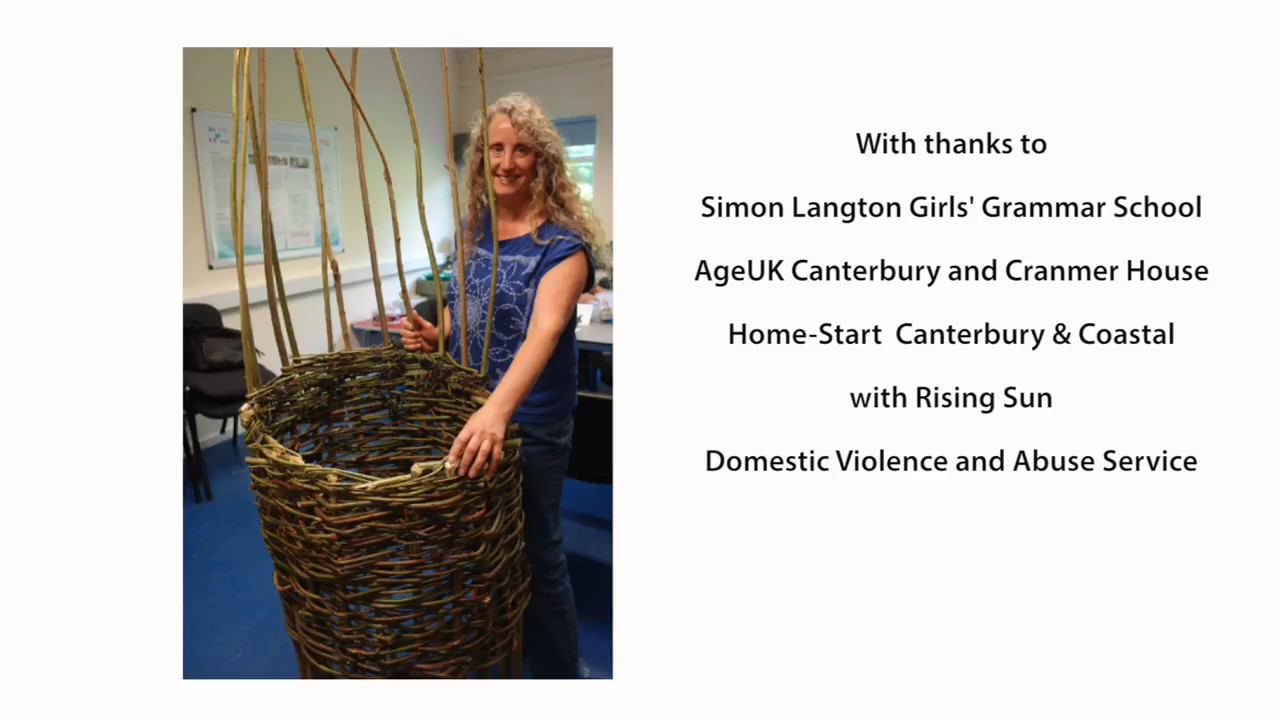 With thanks to
Simon Langton Girls' Grammar School
AgeUK Canterbury and Cranmer House
Home-Start  Canterbury & Coastal
with Rising Sun
Domestic Violence and Abuse Service